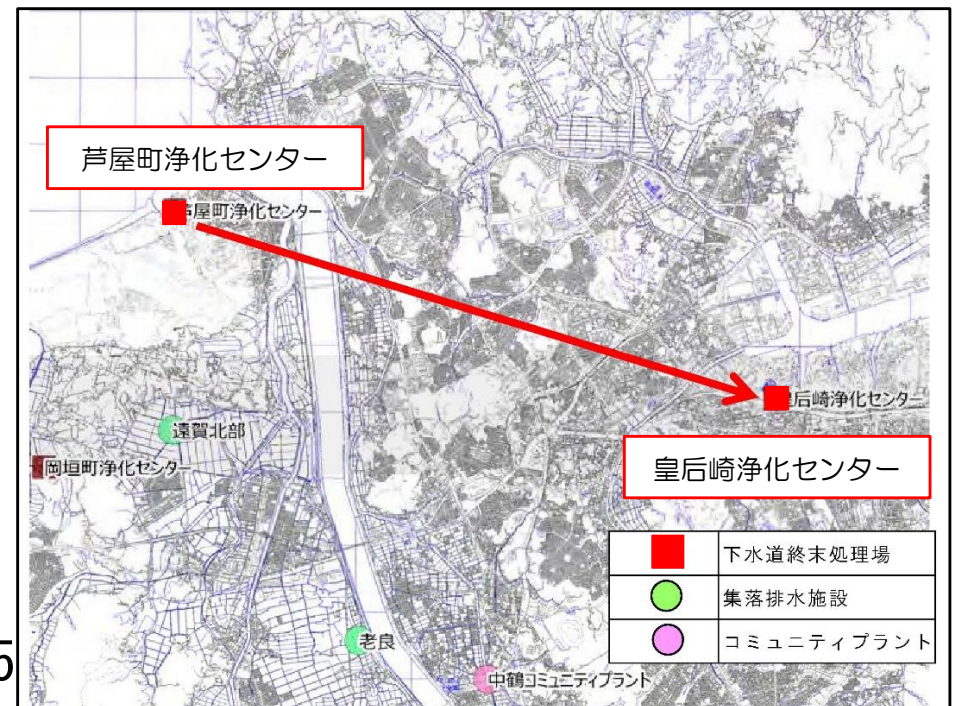 芦屋町浄化センター
芦屋町浄化センター
皇后崎浄化センター
遠賀北部
岡垣町浄化センター
皇后崎浄化センター
下水道終末処理場
集落排水施設
コミュニティプラント
老良
中鶴コミュニティプラント